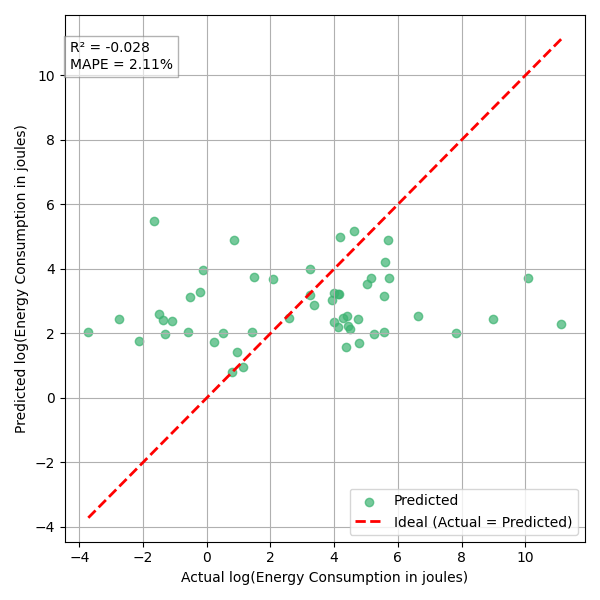 R² = -0.028
MAPE = 2.11%
10
8
6
4
2
0
−2
−4
Predicted log(Energy Consumption in joules)
Predicted
Ideal (Actual = Predicted)
−4 −2 0 2 4 6 8 10
Actual log(Energy Consumption in joules)